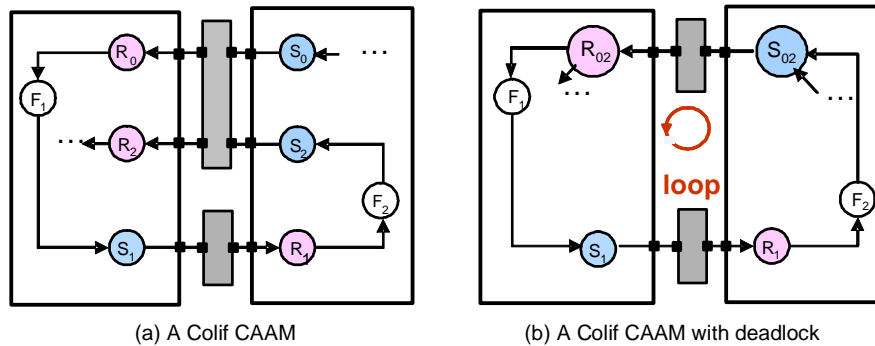 R0 S0 ...
F1
... R2 S2
F2
S1 R1
(a) A Colif CAAM
R02 S02
F1 ... ...
loop
F2
S1 R1
(b) A Colif CAAM with deadlock